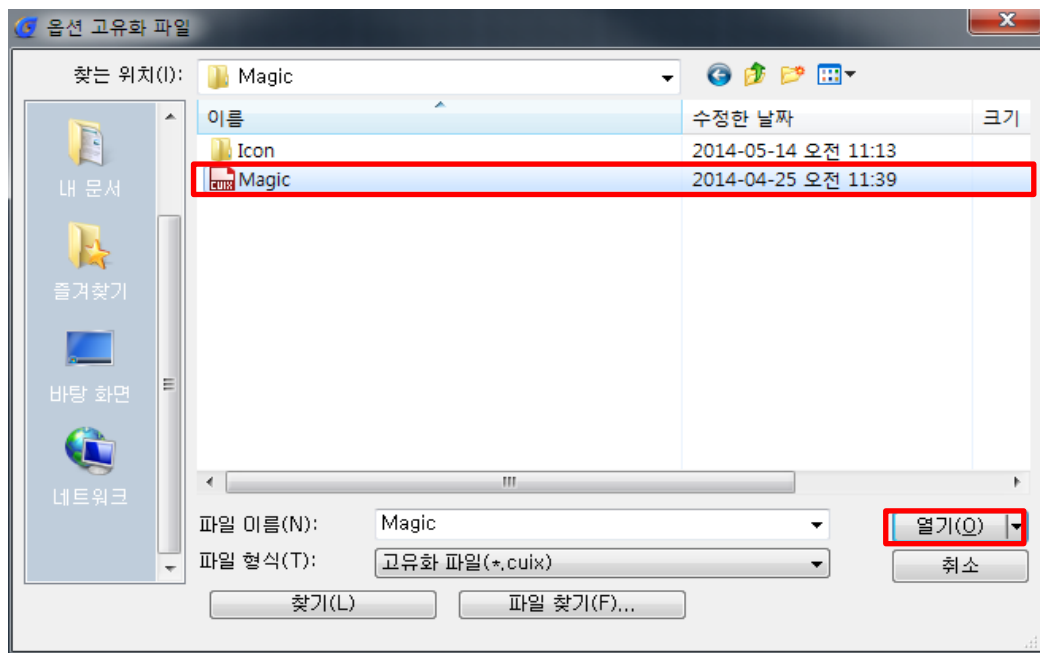 옵션 고유화 파일
찾는 위치(I): Magic
이름 수정한 날짜 크기
Icon 2014-05-14 오전 11:13
CUIX Magic 2014-04-25 오전 11:39
내 문서
즐겨찾기
바탕 화면
네트워크
파일 이름(N): Magic 열기(O)
파일 형식(T): 고유화 파일(*.cuix) 취소
찾기(L) 파일 찾기(F)...